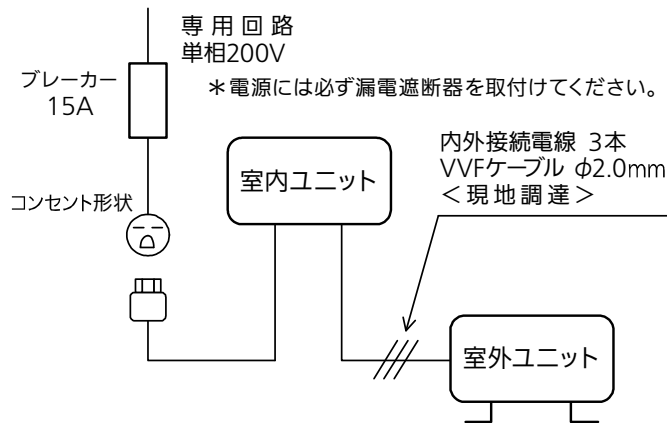 専用回路
単相200V
ブレーカー
15A
＊電源には必ず漏電遮断器を取付けてください。
内外接続電線 3本
VVFケーブル φ2.0mm
＜現地調達＞
室内ユニット
コンセント形状
室外ユニット